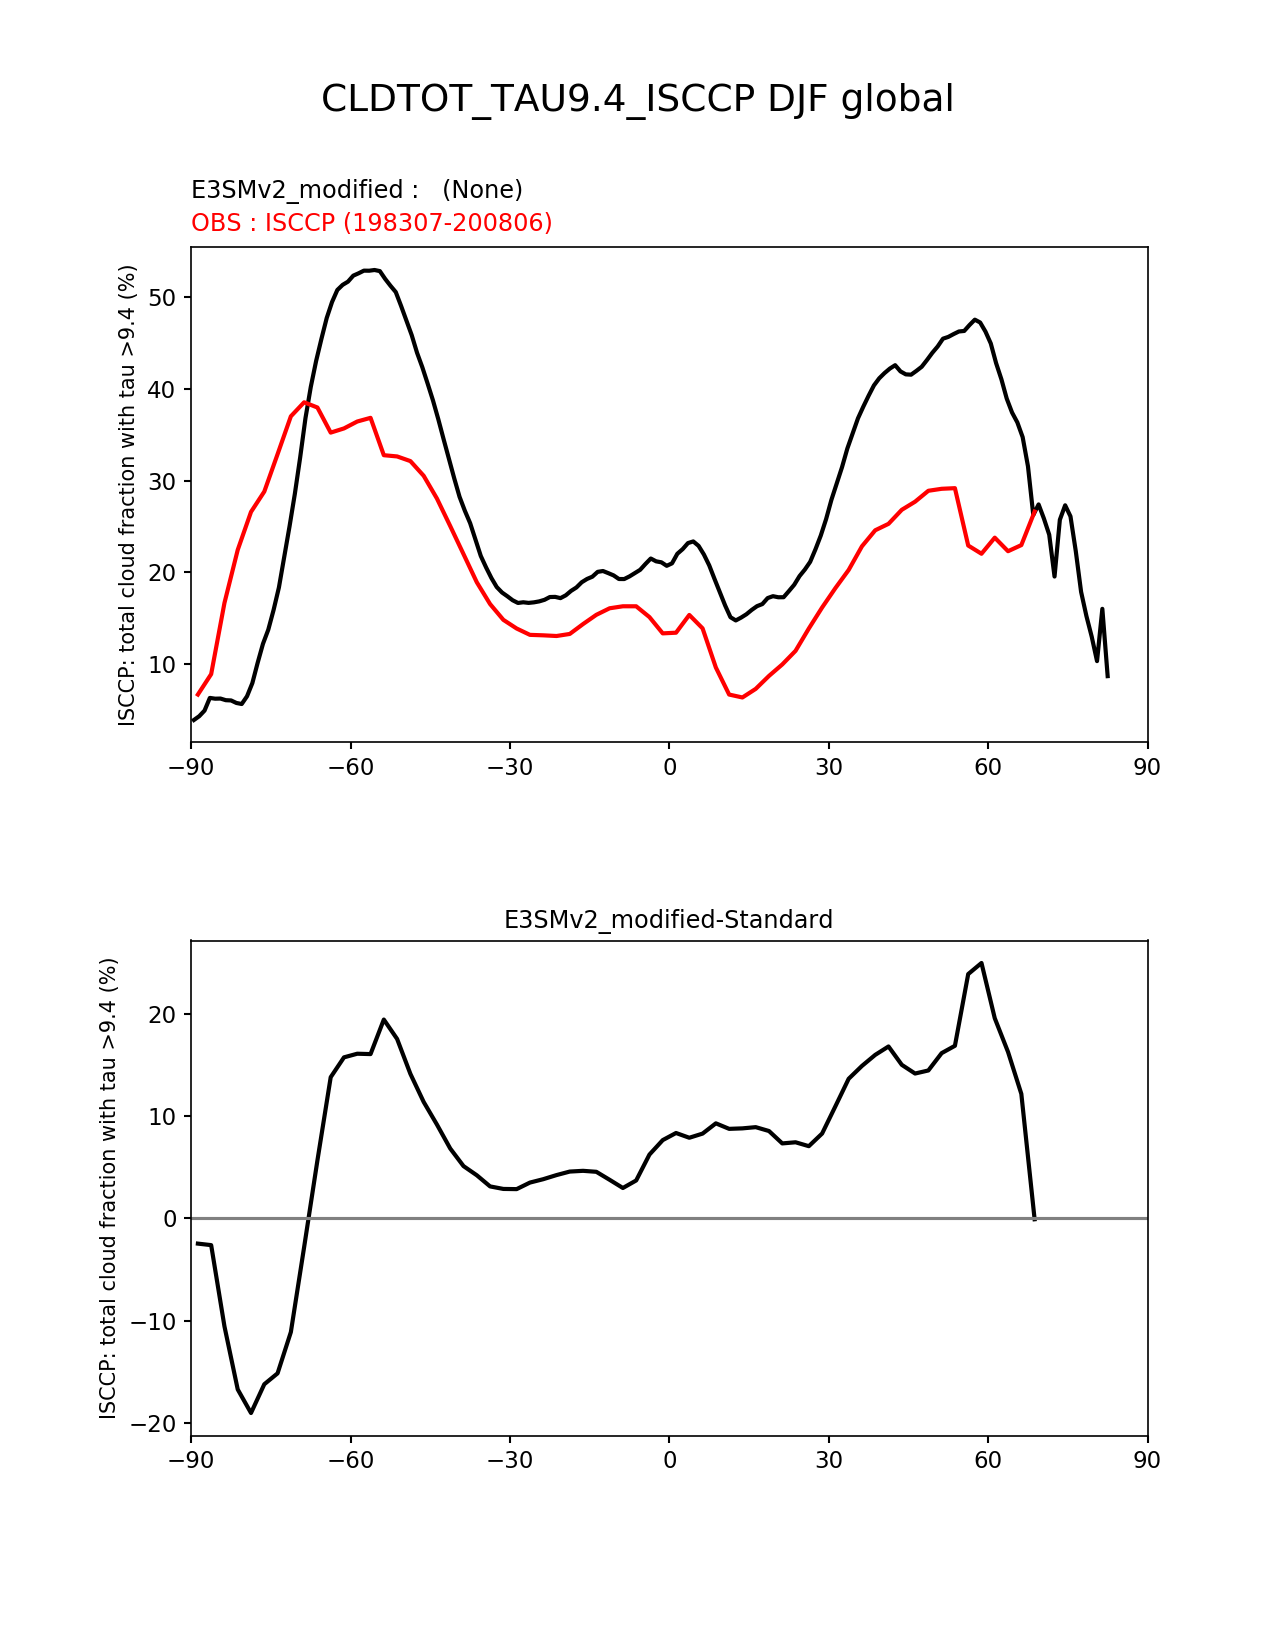 CLDTOT_TAU9.4_ISCCP DJF global
E3SMv2_modified :   (None)
OBS : ISCCP (198307-200806)
ISCCP: total cloud fraction with tau >9.4 (%)
50
40
30
20
10
−90 −60 −30 0 30 60 90
E3SMv2_modified-Standard
ISCCP: total cloud fraction with tau >9.4 (%)
20
10
0
−10
−20
−90 −60 −30 0 30 60 90